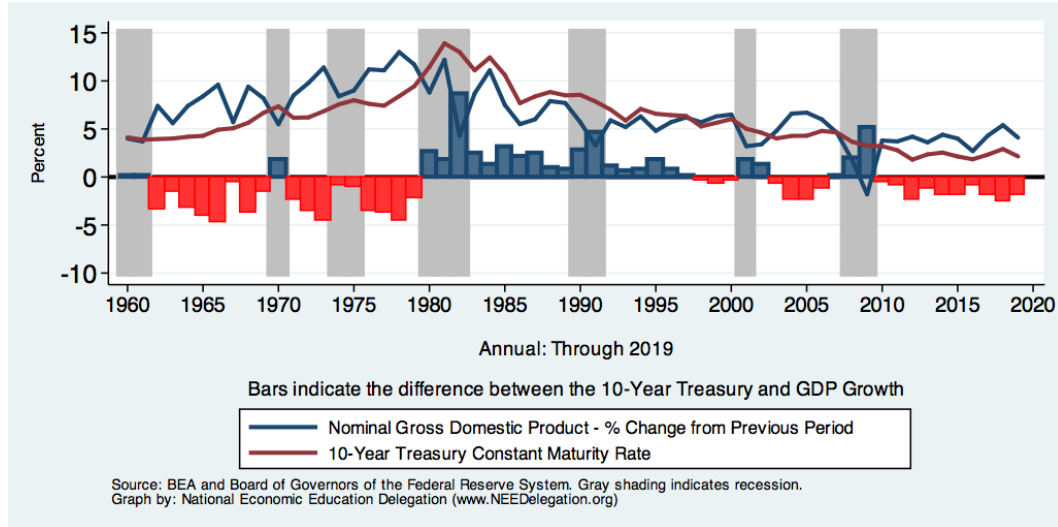 15
10
5
0
-5
-10
Percent
1960 1965 1970 1975 1980 1985 1990 1995 2000 2005 2010 2015 2020
Annual: Through 2019
Bars indicate the difference between the 10-Year Treasury and GDP Growth
Nominal Gross Domestic Product - % Change from Previous Period
10-Year Treasury Constant Maturity Rate
Source: BEA and Board of Governors of the Federal Reserve System. Gray shading indicates recession.
Graph by: National Economic Education Delegation (www.NEEDelegation.org)